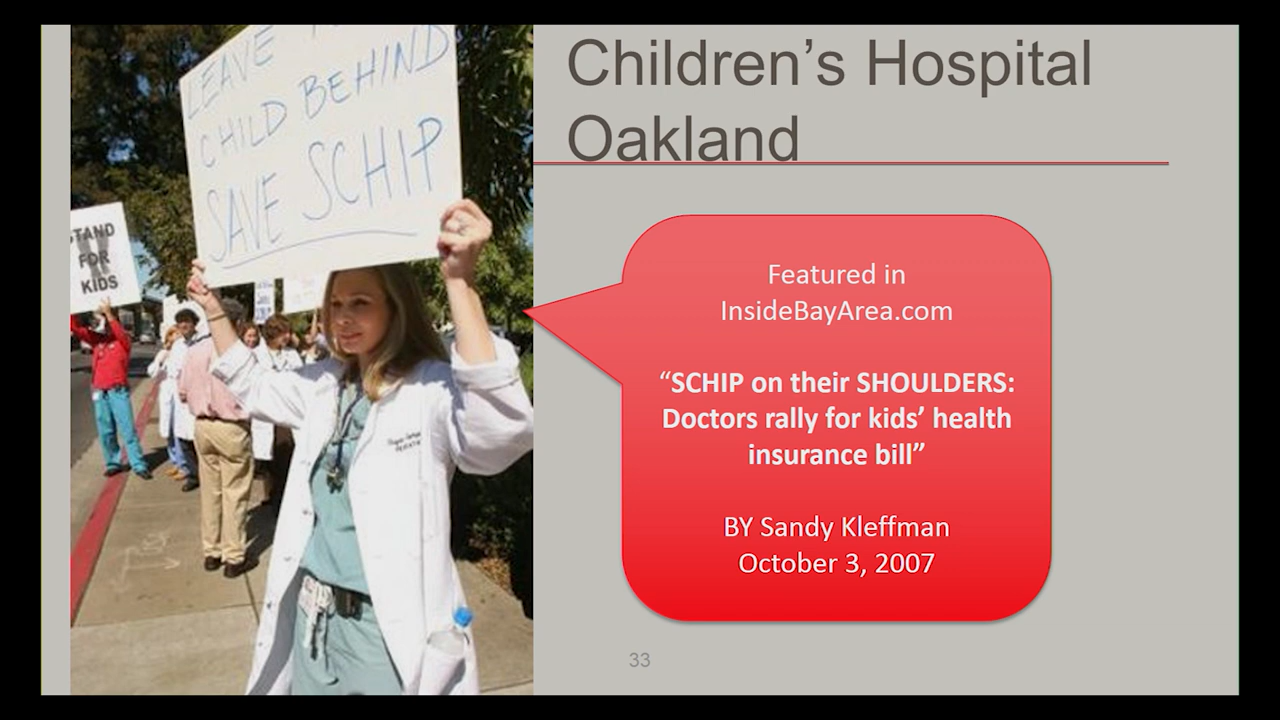 Children's Hospital
Oakland
LEAVE
CHILD BEHIND
SAVE SCHIP
STAND
FOR
KIDS
Featured in
InsideBayArea.com
“SCHIP on their SHOULDERS:
Doctors rally for kids’ health
insurance bill”
BY Sandy Kleffman
October 3, 2007
33